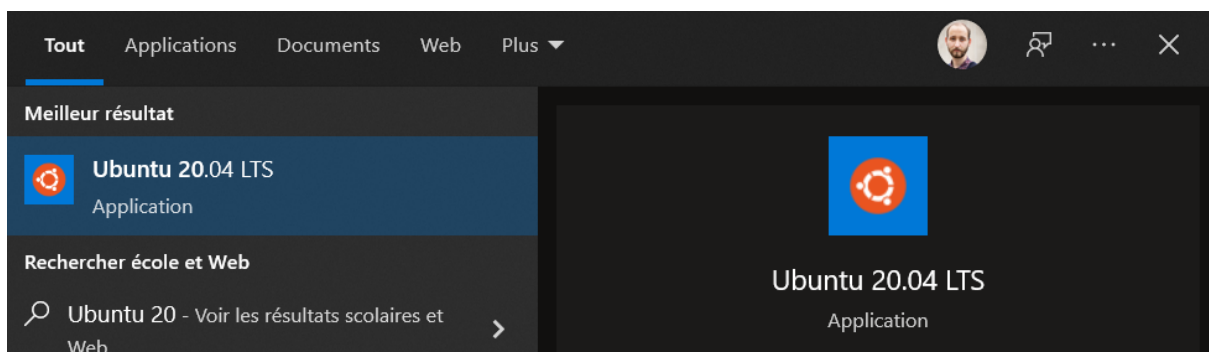 Tout Applications Documents Web Plus
Meilleur résultat
Ubuntu 20.04 LTS
Application
Rechercher école et Web
Ubuntu 20 - Voir les résultats scolaires et
Web
Ubuntu 20.04 LTS
Application